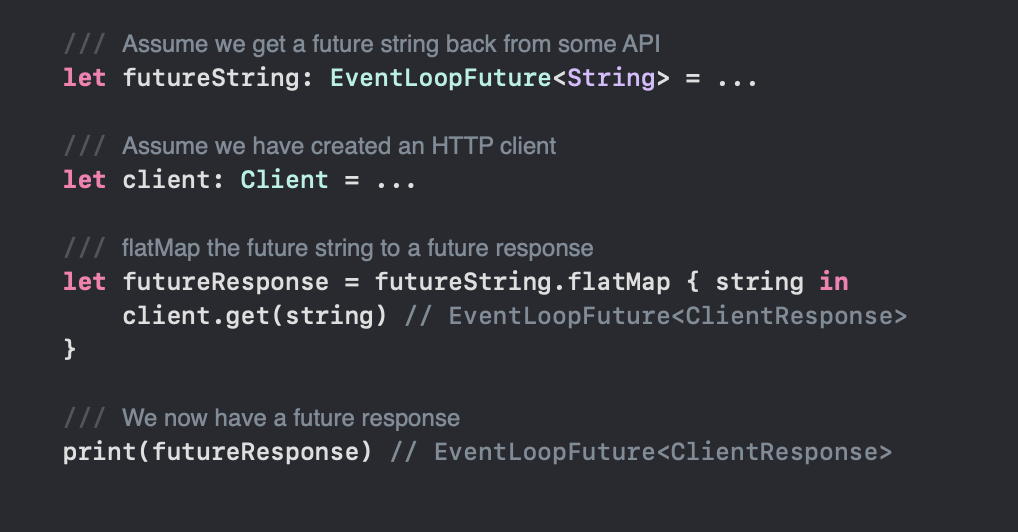 /// Assume we get a future string back from some API
let futureString: EventLoopFuture<String> = ...
/// Assume we have created an HTTP client
let client: Client = ...
/// flatMap the future string to a future response
let futureResponse = futureString.flatMap { string in
    client.get(string) // EventLoopFuture<ClientResponse>
}
/// We now have a future response
print(futureResponse) // EventLoopFuture<ClientResponse>